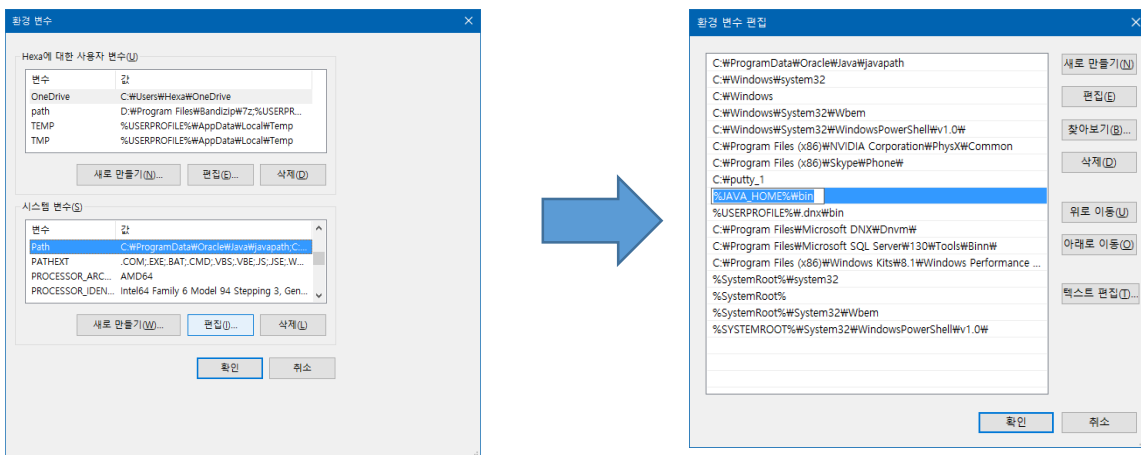 환경 변수
Hexa에 대한 사용자 변수(U)
변수 값
OneDrive C:₩Users₩Hexa₩OneDrive
path D:₩Program Files₩Bandizip₩7z;%USERPR...
TEMP %USERPROFILE%₩AppData₩Local₩Temp
TMP %USERPROFILE%₩AppData₩Local₩Temp
새로 만들기(N)... 편집(E)... 삭제(D)
시스템 변수(S)
변수 값
Path C:₩ProgramData₩Oracle₩Java₩javapath;C:...
PATHEXT .COM;.EXE;.BAT;.CMD;.VBS;.VBE;.JS;.JSE;.W...
PROCESSOR_ARC... AMD64
PROCESSOR_IDEN... Intel64 Family 6 Model 94 Stepping 3, Gen...
새로 만들기(W)... 편집(I)... 삭제(L)
확인 취소
환경 변수 편집
C:₩ProgramData₩Oracle₩Java₩javapath
C:₩Windows₩system32
C:₩Windows
C:₩Windows₩System32₩Wbem
C:₩Windows₩System32₩WindowsPowerShell₩v1.0₩
C:₩Program Files (x86)₩NVIDIA Corporation₩PhysX₩Common
C:₩Program Files (x86)₩Skype₩Phone₩
C:₩putty_1
%JAVA_HOME%₩bin
%USERPROFILE%₩.dnx₩bin
C:₩Program Files₩Microsoft DNX₩Dnvm₩
C:₩Program Files₩Microsoft SQL Server₩130₩Tools₩Binn₩
C:₩Program Files (x86)₩Windows Kits₩8.1₩Windows Performance ...
%SystemRoot%₩system32
%SystemRoot%
%SystemRoot%₩System32₩Wbem
%SYSTEMROOT%₩System32₩WindowsPowerShell₩v1.0₩
새로 만들기(N)
편집(E)
찾아보기(B)...
삭제(D)
위로 이동(U)
아래로 이동(O)
텍스트 편집(T)...
확인 취소